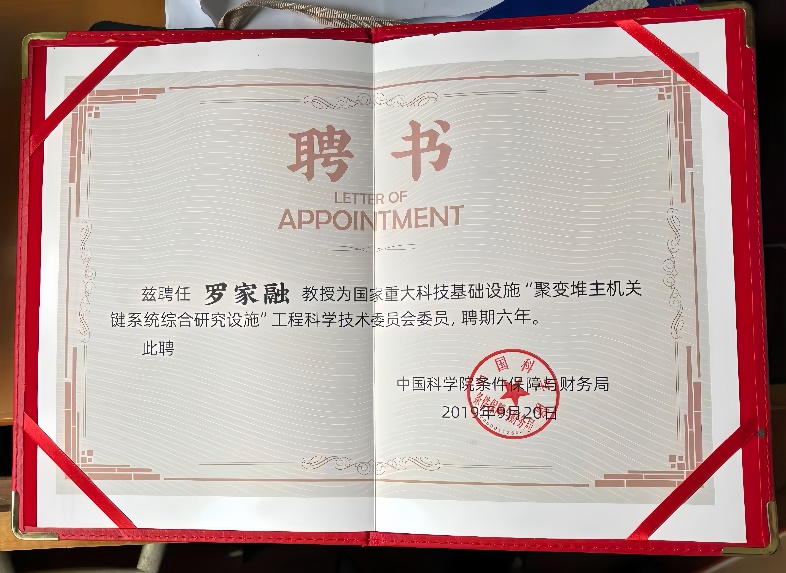 聘书
LETTER OF
APPOINTMENT
兹聘任 罗家融 教授为国家重大科技基础设施“聚变堆主机关
键系统综合研究设施”工程科学技术委员会委员, 聘期六年。
此聘
中国科学院条件保障与财务局
2019年9月20日